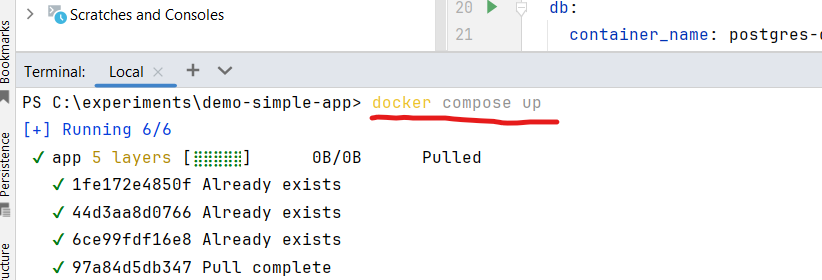 Scratches and Consoles
20 db:
21 container_name: postgres-
Bookmarks
Terminal: Local
PS C:\experiments\demo-simple-app> docker compose up
[+] Running 6/6
✓ app 5 layers [⣿⣿⣿⣿⣿] 0B/0B Pulled
✓ 1fe172e4850f Already exists
✓ 44d3aa8d0766 Already exists
✓ 6ce99fdf16e8 Already exists
✓ 97a84d5db347 Pull complete
Persistence
ucture